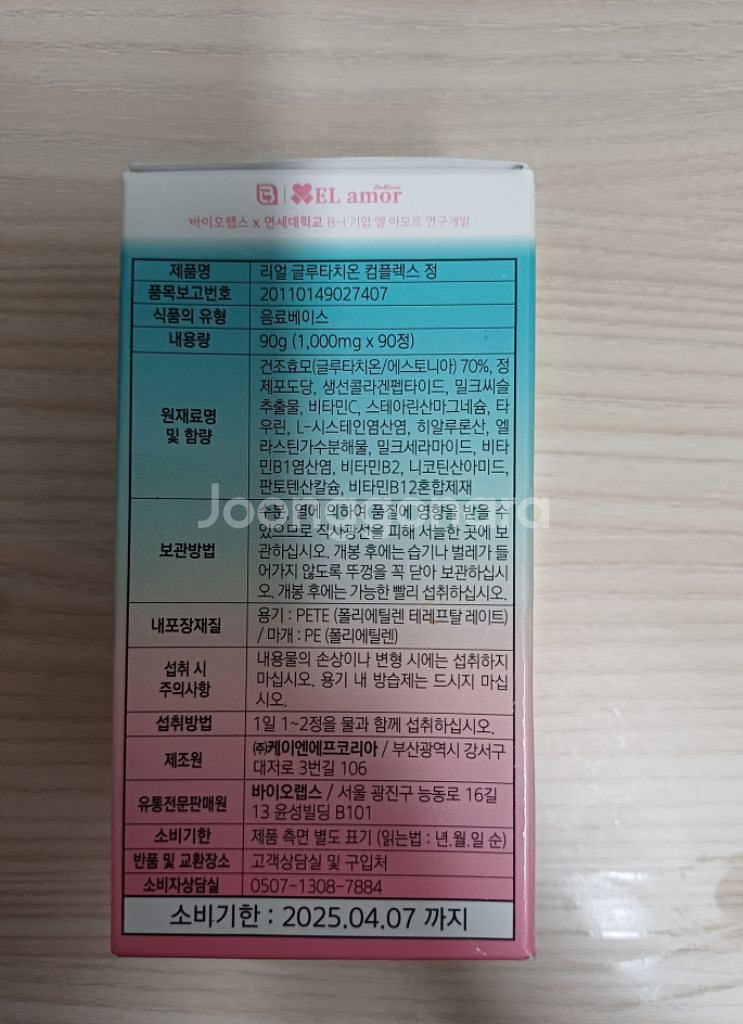 B | EL amor
바이오랩스 x 연세대학교 B-I 기업 엘 아모르 연구개발
제품명 리얼 글루타치온 컴플렉스 정
품목보고번호 20110149027407
식품의 유형 음료베이스
내용량 90g (1,000mg x 90정)
원재료명
및 함량
건조효모(글루타치온/에스토니아) 70%, 정
제포도당, 생선콜라겐펩타이드, 밀크씨슬
추출물, 비타민C, 스테아린산마그네슘, 타
우린, L-시스테인염산염, 히알루론산, 엘
라스틴가수분해물, 밀크세라마이드, 비타
민B1염산염, 비타민B2, 니코틴산아미드,
판토텐산칼슘, 비타민B12혼합제재
Joonggonara
보관방법
수분, 열에 의하여 품질에 영향을 받을 수
있으므로 직사광선을 피해 서늘한 곳에 보
관하십시오. 개봉 후에는 습기나 벌레가 들
어가지 않도록 뚜껑을 꼭 닫아 보관하십시
오. 개봉 후에는 가능한 빨리 섭취하십시오.
내포장재질
용기 : PETE (폴리에틸렌 테레프탈 레이트)
/ 마개 : PE (폴리에틸렌)
섭취 시
주의사항
내용물의 손상이나 변형 시에는 섭취하지
마십시오. 용기 내 방습제는 드시지 마십
시오.
섭취방법 1일 1~2정을 물과 함께 섭취하십시오.
제조원
㈜케이엔에프코리아 / 부산광역시 강서구
대저로 3번길 106
유통전문판매원
바이오랩스 / 서울 광진구 능동로 16길
13 윤성빌딩 B101
소비기한 제품 측면 별도 표기 (읽는법 : 년.월.일 순)
반품 및 교환장소 고객상담실 및 구입처
소비자상담실 0507-1308-7884
소비기한 : 2025.04.07 까지